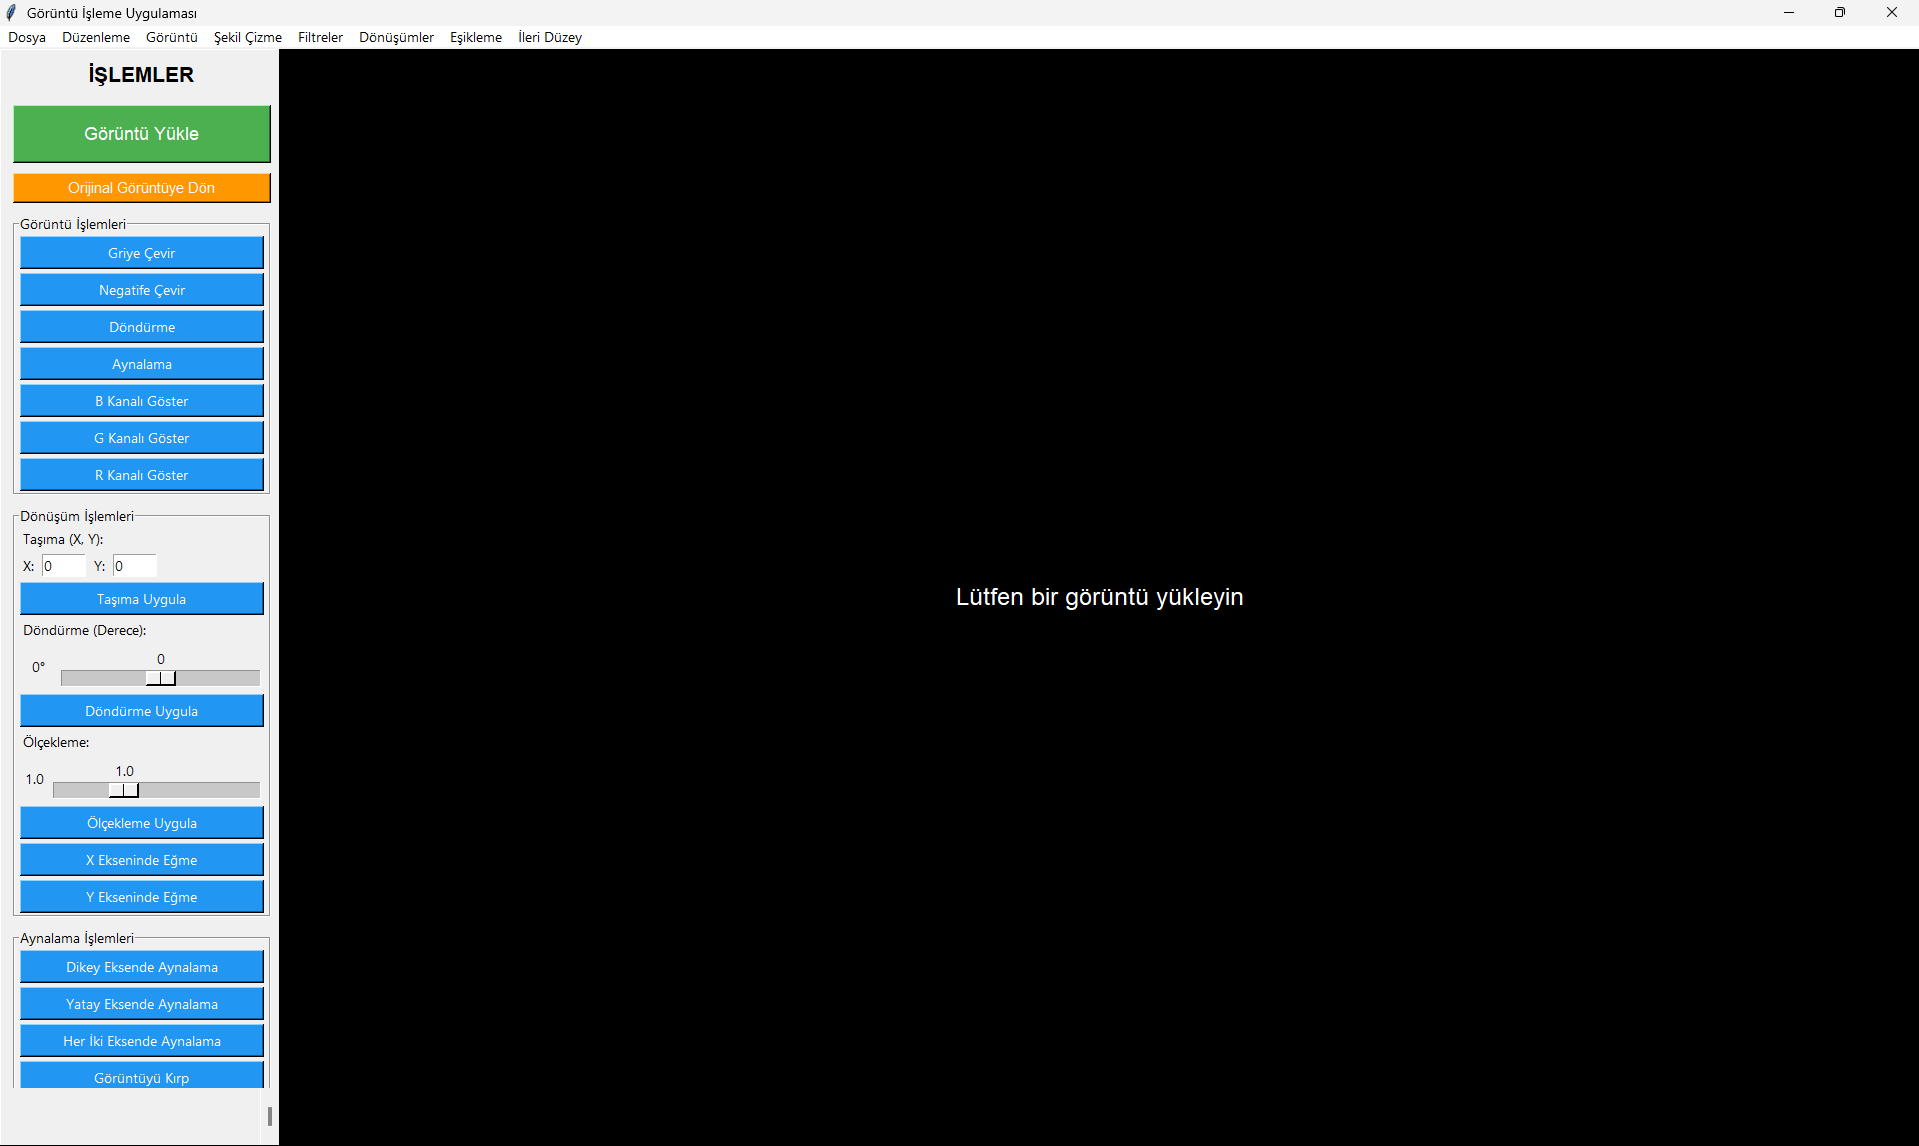 Görüntü İşleme Uygulaması
Dosya Düzenleme Görüntü Şekil Çizme Filtreler Dönüşümler Eşikleme İleri Düzey
İŞLEMLER
Görüntü Yükle
Orijinal Görüntüye Dön
Görüntü İşlemleri
Griye Çevir
Negatife Çevir
Döndürme
Aynalama
B Kanalı Göster
G Kanalı Göster
R Kanalı Göster
Dönüşüm İşlemleri
Taşıma (X, Y):
X: 0 Y: 0
Taşıma Uygula
Döndürme (Derece):
0
0°
Döndürme Uygula
Ölçekleme:
1.0
1.0
Ölçekleme Uygula
X Ekseninde Eğme
Y Ekseninde Eğme
Aynalama İşlemleri
Dikey Eksende Aynalama
Yatay Eksende Aynalama
Her İki Eksende Aynalama
Görüntüyü Kırp
Lütfen bir görüntü yükleyin